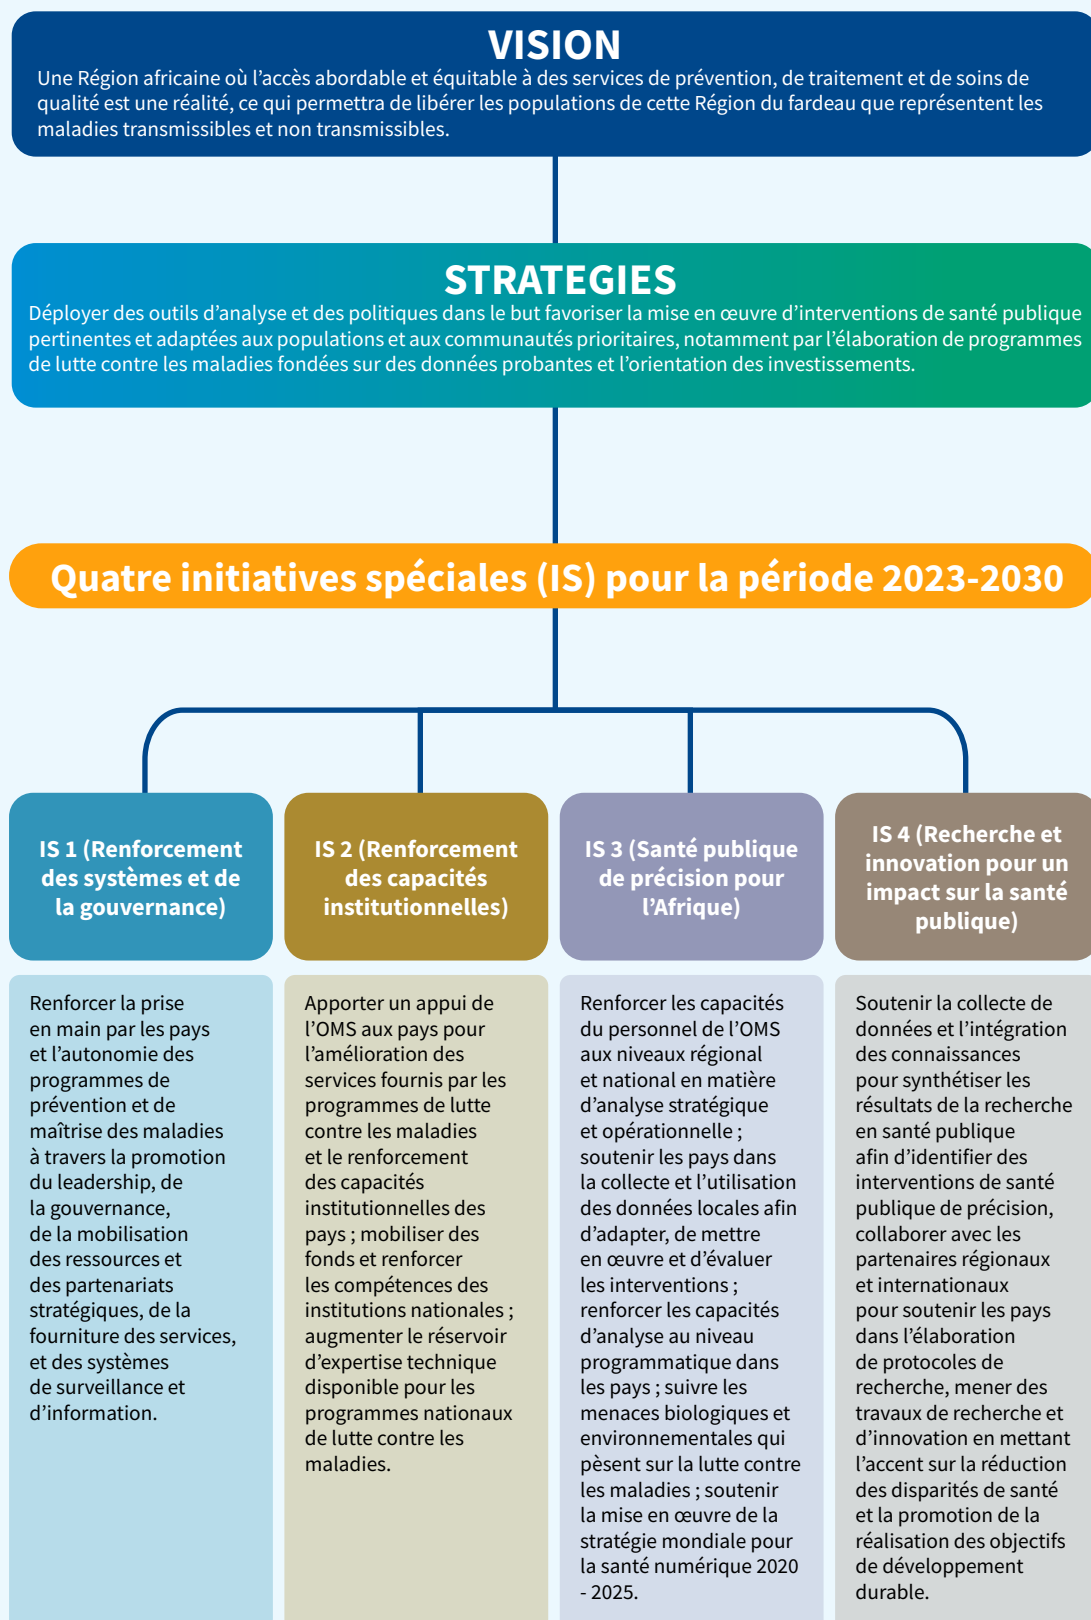 VISION
Une Région africaine où l'accès abordable et équitable à des services de prévention, de traitement et de soins de
qualité est une réalité, ce qui permettra de libérer les populations de cette Région du fardeau que représentent les
maladies transmissibles et non transmissibles.
STRATEGIES
Déployer des outils d'analyse et des politiques dans le but favoriser la mise en œuvre d'interventions de santé publique
pertinentes et adaptées aux populations et aux communautés prioritaires, notamment par l'élaboration de programmes
de lutte contre les maladies fondées sur des données probantes et l'orientation des investissements.
Quatre initiatives spéciales (IS) pour la période 2023-2030
IS 1 (Renforcement
des systèmes et de
la gouvernance)
Renforcer la prise
en main par les pays
et l'autonomie des
programmes de
prévention et de
maîtrise des maladies
à travers la promotion
du leadership, de
la gouvernance,
de la mobilisation
des ressources et
des partenariats
stratégiques, de la
fourniture des services,
et des systèmes
de surveillance et
d'information.
IS 2 (Renforcement
des capacités
institutionnelles)
Apporter un appui de
l'OMS aux pays pour
l'amélioration des
services fournis par les
programmes de lutte
contre les maladies
et le renforcement
des capacités
institutionnelles des
pays ; mobiliser des
fonds et renforcer
les compétences des
institutions nationales ;
augmenter le réservoir
d'expertise technique
disponible pour les
programmes nationaux
de lutte contre les
maladies.
IS 3 (Santé publique
de précision pour
l'Afrique)
Renforcer les capacités
du personnel de l'OMS
aux niveaux régional
et national en matière
d'analyse stratégique
et opérationnelle ;
soutenir les pays dans
la collecte et l'utilisation
des données locales afin
d'adapter, de mettre
en œuvre et d'évaluer
les interventions ;
renforcer les capacités
d'analyse au niveau
programmatique dans
les pays ; suivre les
menaces biologiques et
environnementales qui
pèsent sur la lutte contre
les maladies ; soutenir
la mise en œuvre de la
stratégie mondiale pour
la santé numérique 2020
- 2025.
IS 4 (Recherche et
innovation pour un
impact sur la santé
publique)
Soutenir la collecte de
données et l'intégration
des connaissances
pour synthétiser les
résultats de la recherche
en santé publique
afin d'identifier des
interventions de santé
publique de précision,
collaborer avec les
partenaires régionaux
et internationaux
pour soutenir les pays
dans l'élaboration
de protocoles de
recherche, mener des
travaux de recherche et
d'innovation en mettant
l'accent sur la réduction
des disparités de santé
et la promotion de la
réalisation des objectifs
de développement
durable.